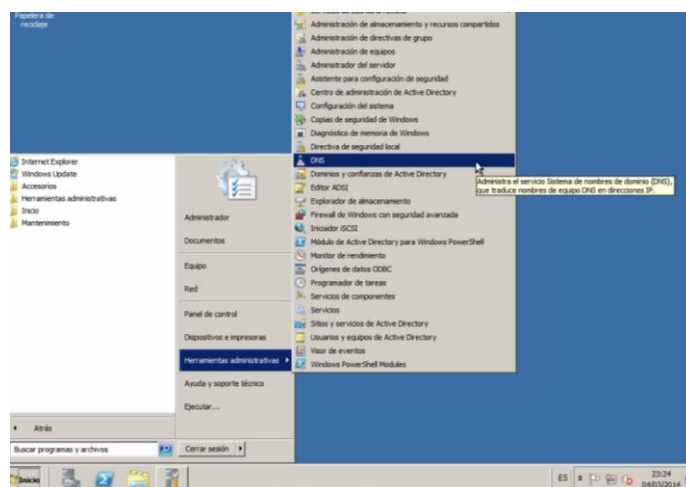 Papelera de
reciclaje
Administración de almacenamiento y recursos compartidos
Administración de directivas de grupo
Administración de equipos
Administrador del servidor
Asistente para configuración de seguridad
Centro de administración de Active Directory
Configuración del sistema
Copias de seguridad de Windows
Diagnóstico de memoria de Windows
Directiva de seguridad local
DNS
Dominios y confianzas de Active Directory
Editor ADSI
Explorador de almacenamiento
Firewall de Windows con seguridad avanzada
Iniciador iSCSI
Módulo de Active Directory para Windows PowerShell
Monitor de rendimiento
Orígenes de datos ODBC
Programador de tareas
Servicios de componentes
Servicios
Sitios y servicios de Active Directory
Usuarios y equipos de Active Directory
Visor de eventos
Windows PowerShell Modules
Administra el servicio Sistema de nombres de dominio (DNS),
que traduce nombres de equipo DNS en direcciones IP.
Internet Explorer
Windows Update
Accesorios
Herramientas administrativas
Inicio
Mantenimiento
Administrador
Documentos
Equipo
Red
Panel de control
Dispositivos e impresoras
Herramientas administrativas
Ayuda y soporte técnico
Ejecutar...
Atrás
Buscar programas y archivos
Cerrar sesión
Inicio
ES
23:24
04/03/2014